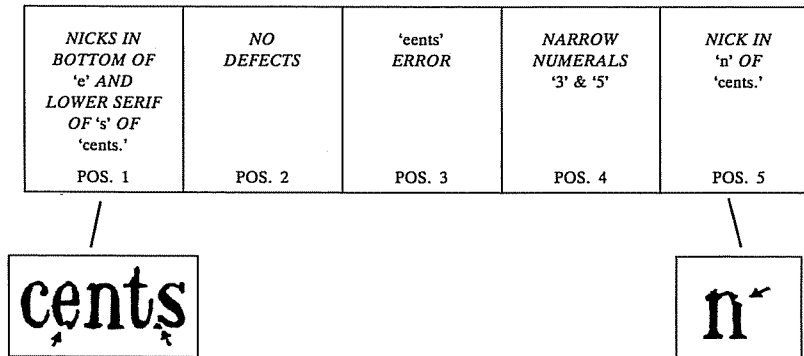 NICKS IN
BOTTOM OF
'e' AND
LOWER SERIF
OF 's' OF
'cents.'
POS. 1
NO
DEFECTS
POS. 2
'eents'
ERROR
POS. 3
NARROW
NUMERALS
'3' & '5'
POS. 4
NICK IN
'n' OF
'cents.'
POS. 5
cents
n